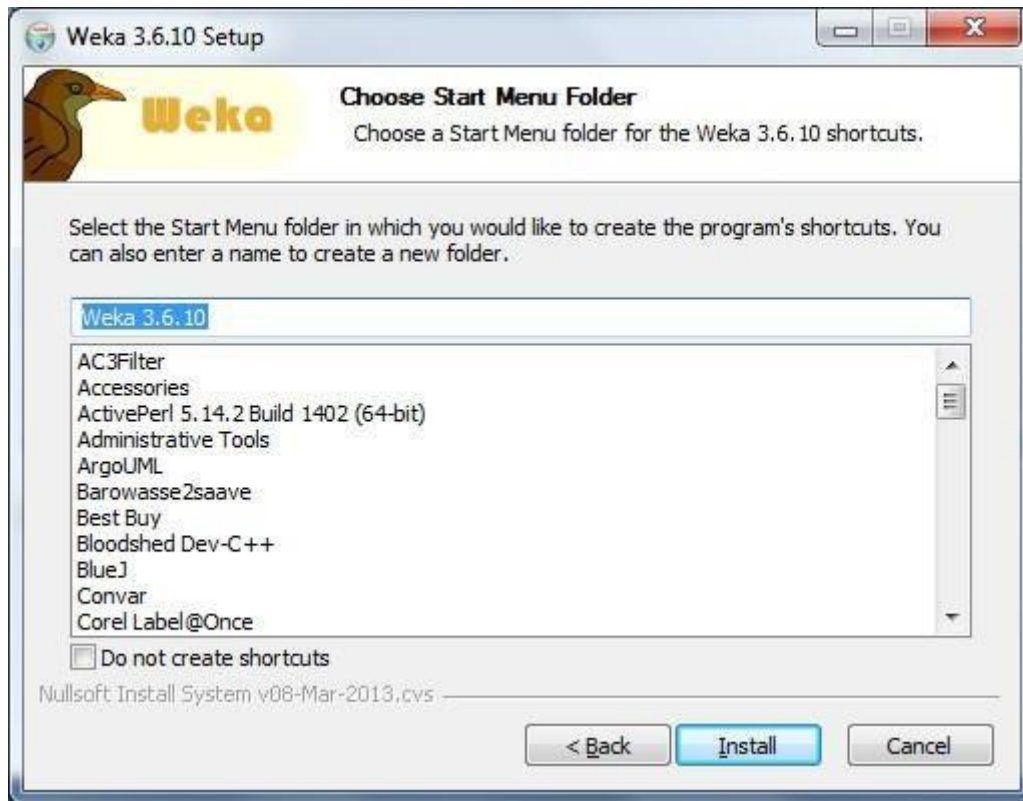 Weka 3.6.10 Setup
Weka
Choose Start Menu Folder
Choose a Start Menu folder for the Weka 3.6.10 shortcuts.
Select the Start Menu folder in which you would like to create the program's shortcuts. You
can also enter a name to create a new folder.
Weka 3.6.10
AC3Filter
Accessories
ActivePerl 5.14.2 Build 1402 (64-bit)
Administrative Tools
ArgoUML
Barowasse2saave
Best Buy
Bloodshed Dev-C++
BlueJ
Convar
Corel Label@Once
Do not create shortcuts
Nullsoft Install System v08-Mar-2013.cvs
< Back Install Cancel